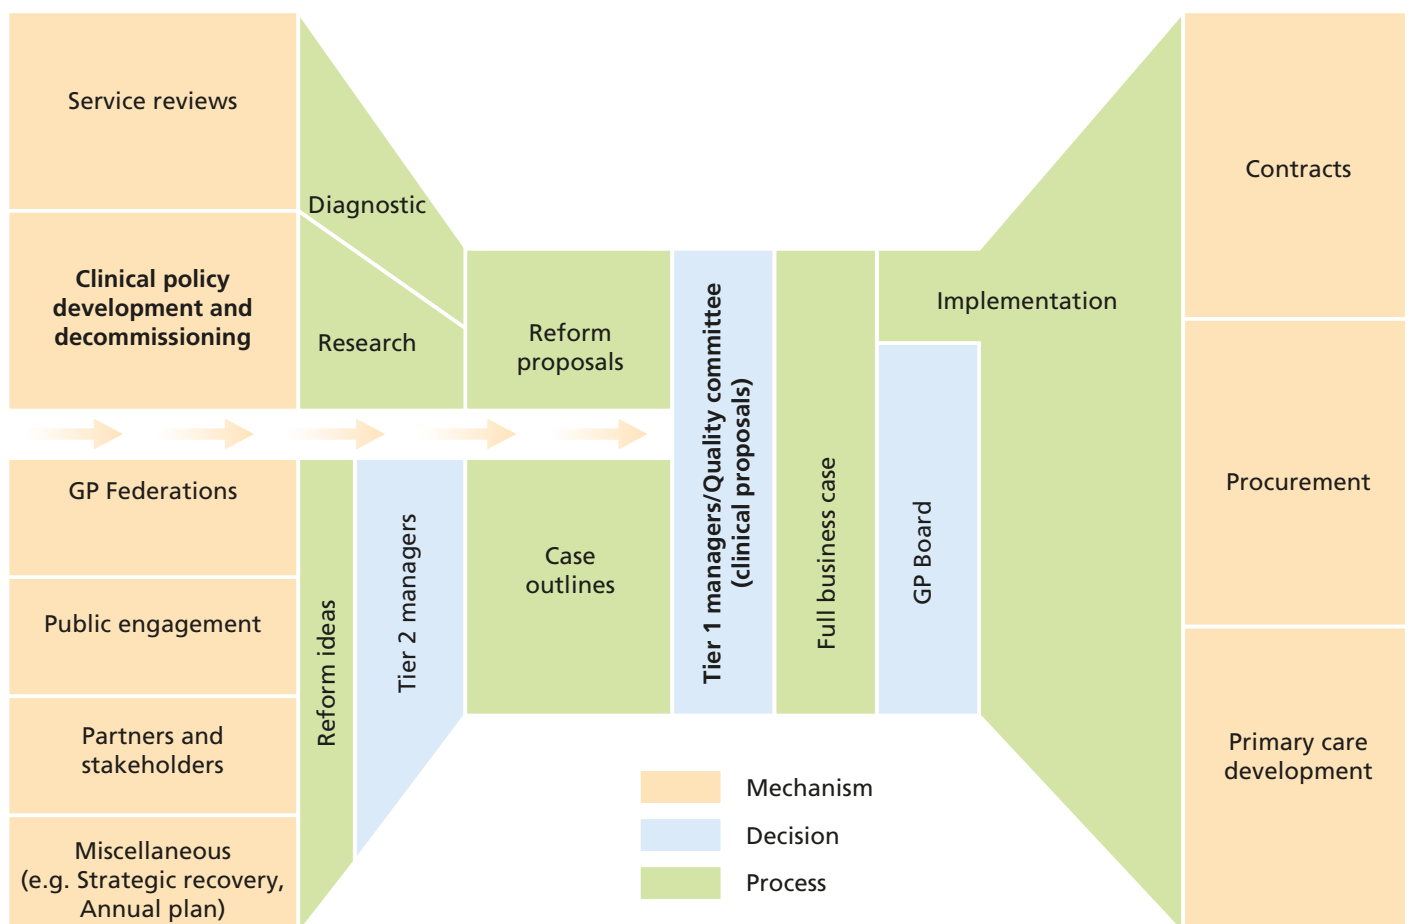 Service reviews
Clinical policy
development and
decommissioning
GP Federations
Public engagement
Partners and
stakeholders
Miscellaneous
(e.g. Strategic recovery,
Annual plan)
Diagnostic
Research
Reform ideas
Tier 2 managers
Reform
proposals
Case
outlines
Tier 1 managers/Quality committee
(clinical proposals)
Full business case
GP Board
Implementation
Contracts
Procurement
Primary care
development
Mechanism
Decision
Process